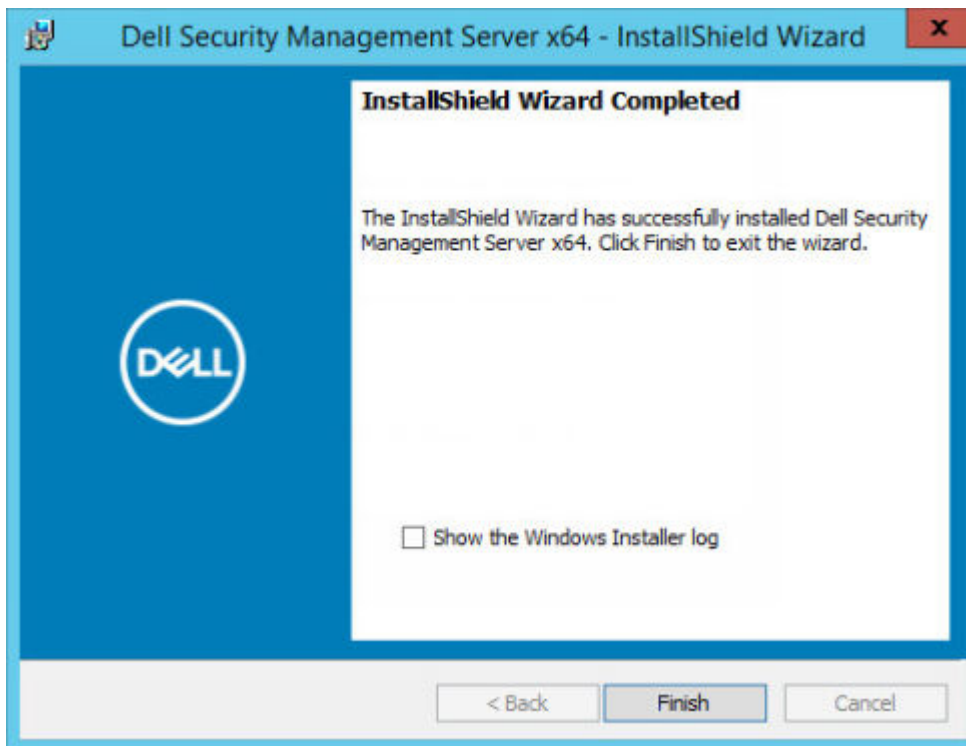 Dell Security Management Server x64 - InstallShield Wizard
x
InstallShield Wizard Completed
The InstallShield Wizard has successfully installed Dell Security
Management Server x64. Click Finish to exit the wizard.
DELL
Show the Windows Installer log
< Back
Finish
Cancel